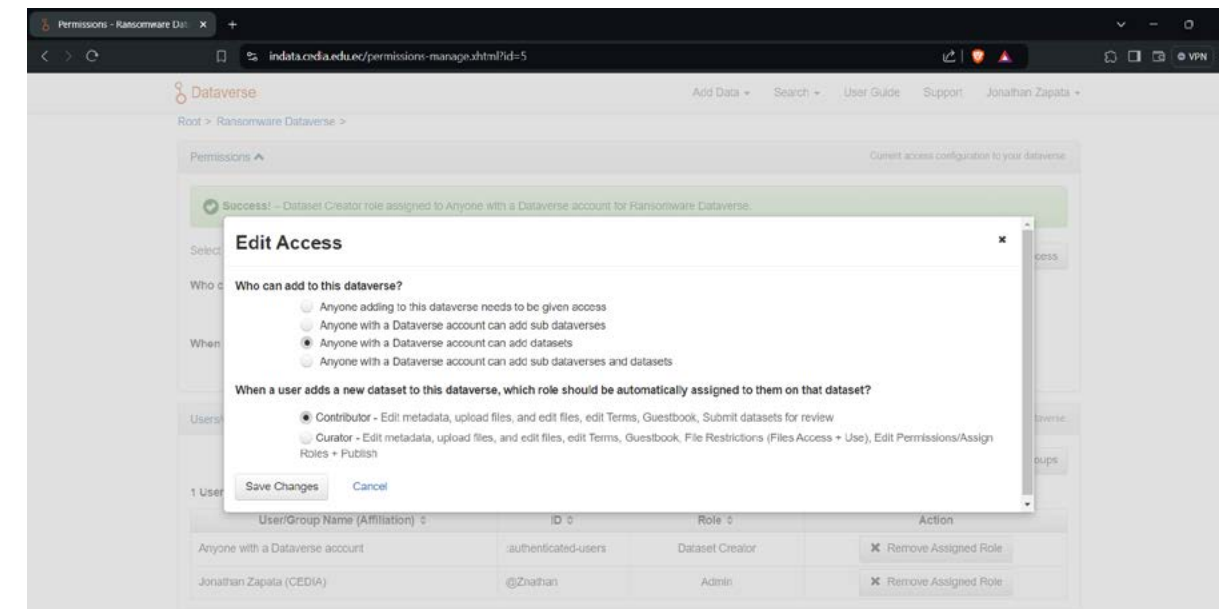 Permissions - Ransomware Dat
indata.cedia.edu.ec/permissions-manage.xhtml?id=5
VPN
Dataverse
Add Data
Search
User Guide
Support
Jonathan Zapata
Root > Ransomware Dataverse >
Permissions
Current access configuration to your dataverse.
Success! – Dataset Creator role assigned to Anyone with a Dataverse account for Ransomware Dataverse.
Edit Access
Select
cess
Who can add to this dataverse?
Who c
Anyone adding to this dataverse needs to be given access
Anyone with a Dataverse account can add sub dataverses
When
Anyone with a Dataverse account can add datasets
Anyone with a Dataverse account can add sub dataverses and datasets
When a user adds a new dataset to this dataverse, which role should be automatically assigned to them on that dataset?
Users/
taverse.
Contributor - Edit metadata, upload files, and edit files, edit Terms, Guestbook, Submit datasets for review
Curator - Edit metadata, upload files, and edit files, edit Terms, Guestbook, File Restrictions (Files Access + Use), Edit Permissions/Assign
Roles + Publish
oups
Save Changes
Cancel
1 User
User/Group Name (Affiliation)
ID
Role
Action
Anyone with a Dataverse account
:authenticated-users
Dataset Creator
Remove Assigned Role
Jonathan Zapata (CEDIA)
@Znathan
Admin
Remove Assigned Role